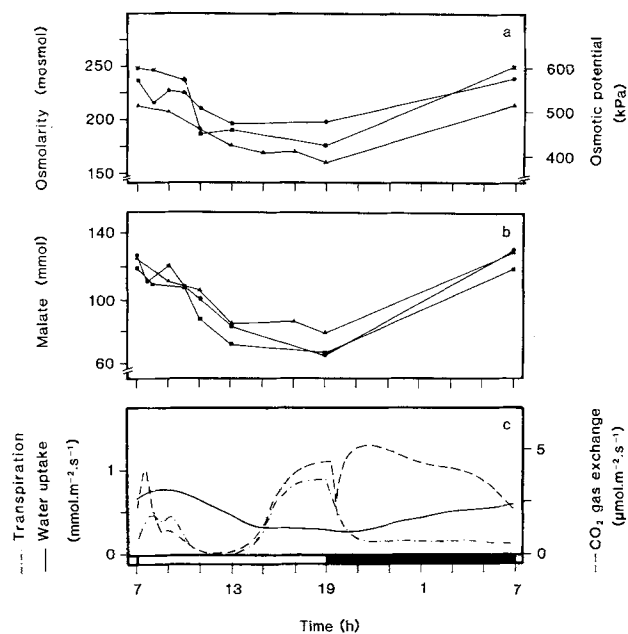 a
Osmolarity (mosmol)
250
225
200
175
150
600
500
400
Osmotic potential
(kPa)
b
Malate (mmol)
140
100
60
c
Transpiration
Water uptake
(mmol.m⁻².s⁻¹)
1
0
5
0
CO₂ gas exchange
(μmol.m⁻².s⁻¹)
7 13 19 1 7
Time (h)